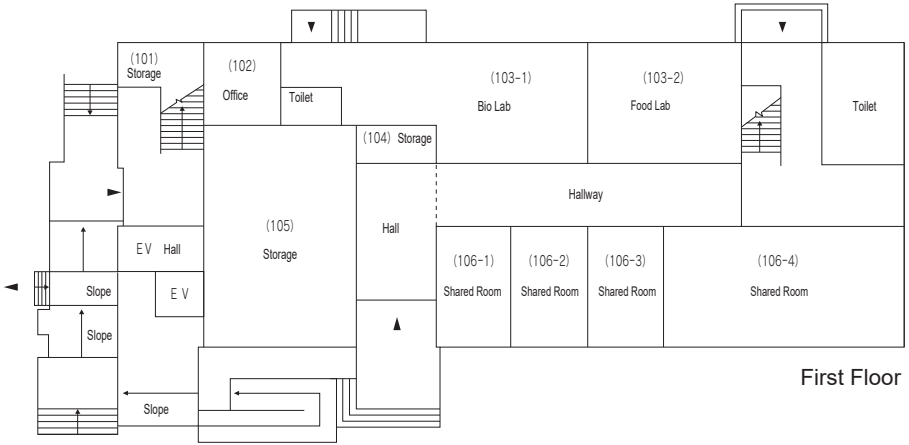 (101)
Storage
(102)
Office
Toilet
(103-1)
Bio Lab
(103-2)
Food Lab
Toilet
(104) Storage
(105)
Storage
Hall
Hallway
EV Hall
EV
Slope
Slope
Slope
(106-1)
Shared Room
(106-2)
Shared Room
(106-3)
Shared Room
(106-4)
Shared Room
First Floor